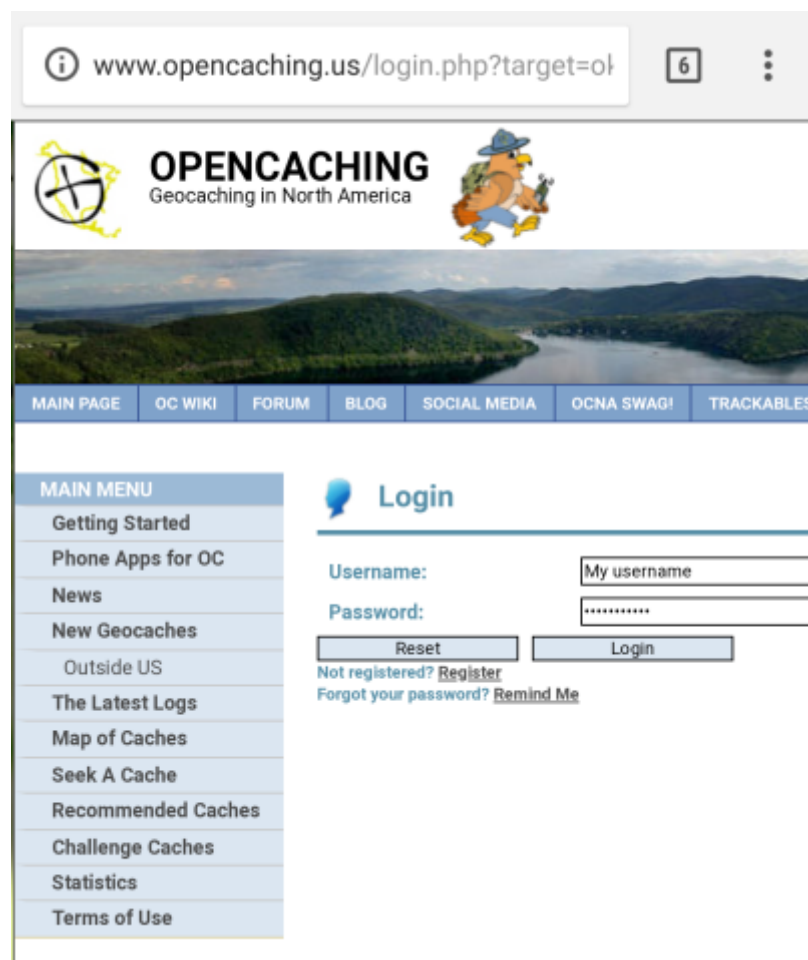 www.opencaching.us/login.php?target=ok
6
OPENCACHING
Geocaching in North America
MAIN PAGE OC WIKI FORUM BLOG SOCIAL MEDIA OCNA SWAG! TRACKABLES
MAIN MENU
Getting Started
Phone Apps for OC
News
New Geocaches
Outside US
The Latest Logs
Map of Caches
Seek A Cache
Recommended Caches
Challenge Caches
Statistics
Terms of Use
Login
Username: My username
Password: •••••••••••
Reset Login
Not registered? Register
Forgot your password? Remind Me